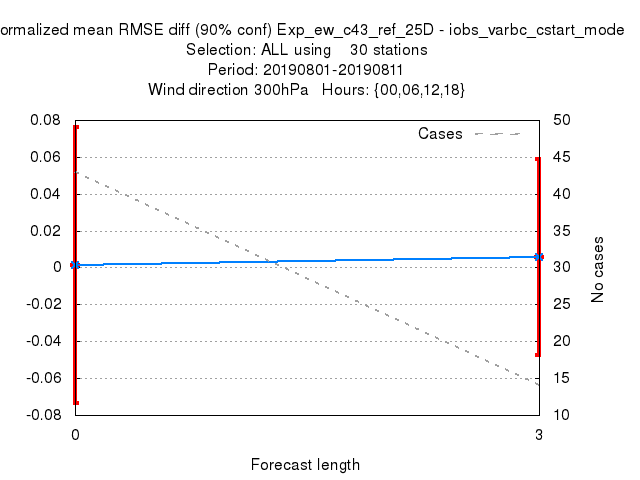 ormalized mean RMSE diff (90% conf) Exp_ew_c43_ref_25D - iobs_varbc_cstart_mode
Selection: ALL using 30 stations
Period: 20190801-20190811
Wind direction 300hPa Hours: {00,06,12,18}
0.08
0.06
0.04
0.02
0
-0.02
-0.04
-0.06
-0.08
Cases
50
45
40
35
30
25
20
15
10
No cases
0
3
Forecast length